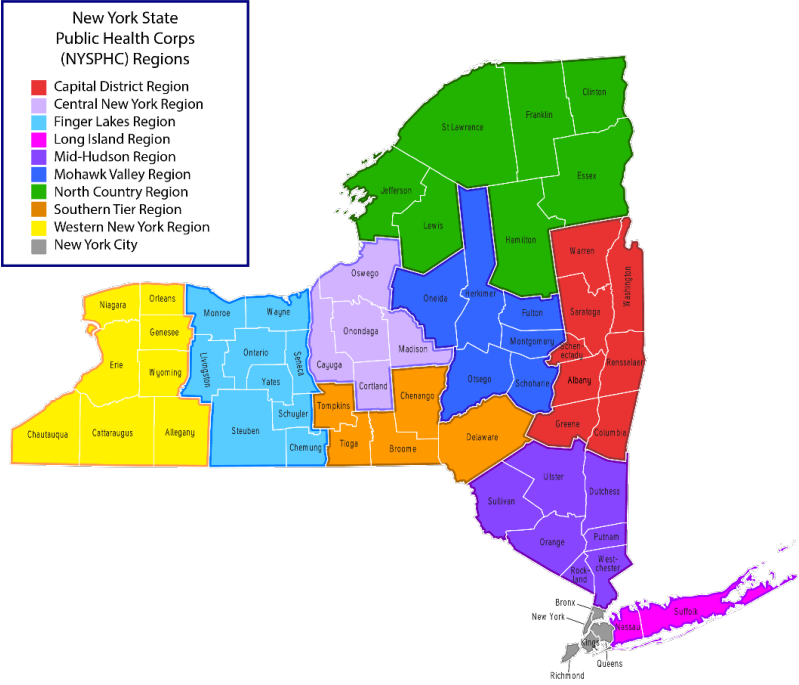 New York State
Public Health Corps
(NYSPHC) Regions
Capital District Region
Central New York Region
Finger Lakes Region
Long Island Region
Mid-Hudson Region
Mohawk Valley Region
North Country Region
Southern Tier Region
Western New York Region
New York City
Clinton
Franklin
St Lawrence
Essex
Jefferson
Lewis
Hamilton
Warren
Washington
Oswego
Herkimer
Oneida
Fulton
Saratoga
Niagara
Orleans
Monroe
Wayne
Genesee
Onondaga
Montgomery
Madison
Schen
ectady
Rensselaer
Erie
Wyoming
Livingston
Ontario
Seneca
Cayuga
Yates
Cortland
Otsego
Schoharie
Albany
Chenango
Tompkins
Schuyler
Greene
Columbia
Chautauqua
Cattaraugus
Allegany
Steuben
Chemung
Tioga
Broome
Delaware
Ulster
Dutchess
Sullivan
Putnam
Orange
West-
chester
Rock-
land
Bronx
New York
Suffolk
Nassau
Kings
Queens
Richmond